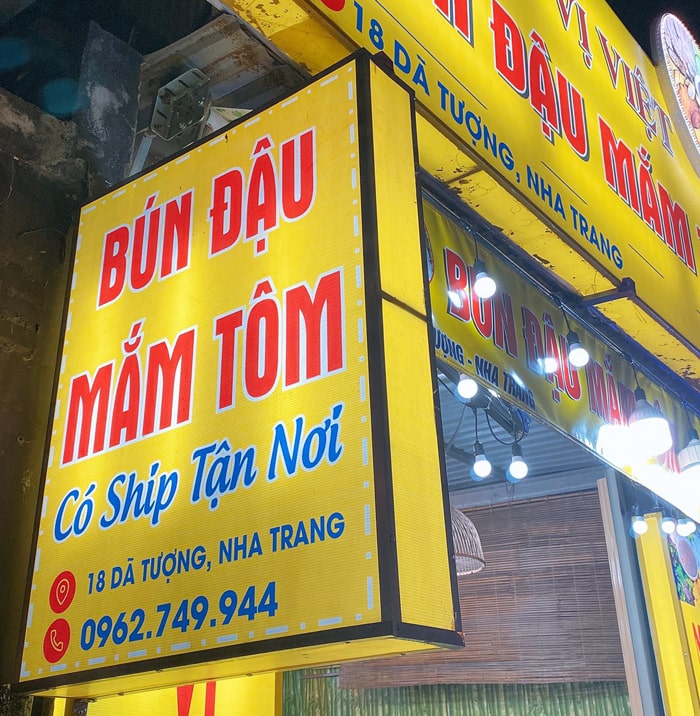 BÚN ĐẬU
MẮM TÔM
Có Ship Tận Nơi
18 DÃ TƯỢNG, NHA TRANG
0962.749.944
VỊ VIỆT
BÚN ĐẬU MẮM
18 DÃ TƯỢNG, NHA TRANG
BÚN ĐẬU MẮM
TƯỢNG - NHA TRANG